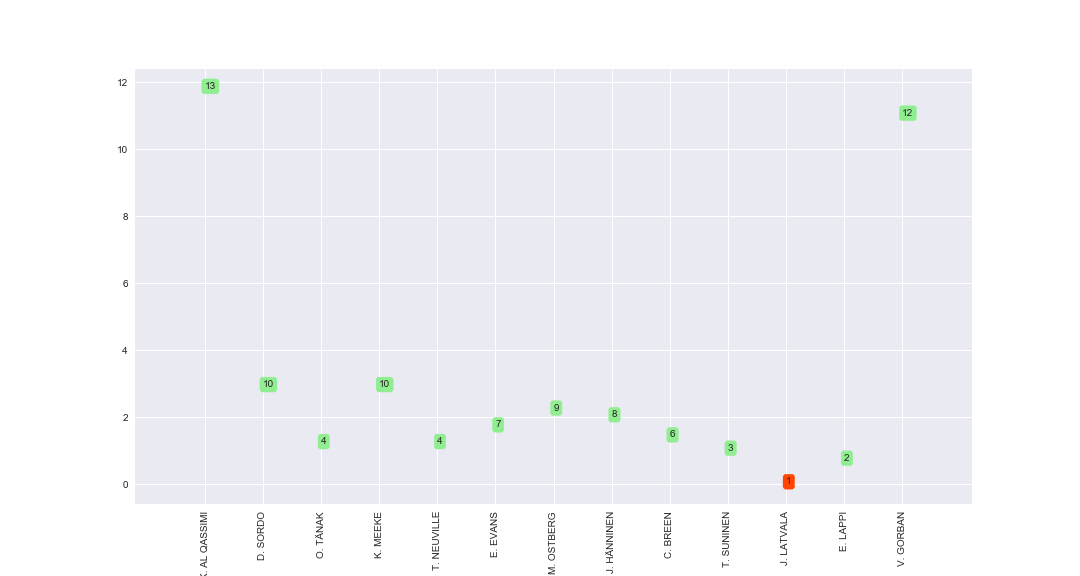 12
10
8
6
4
2
0
13
10
4
10
4
7
9
8
6
3
1
2
12
K. AL QASSIMI
D. SORDO
O. TÄNAK
K. MEEKE
T. NEUVILLE
E. EVANS
M. OSTBERG
J. HÄNNINEN
C. BREEN
T. SUNINEN
J. LATVALA
E. LAPPI
V. GORBAN